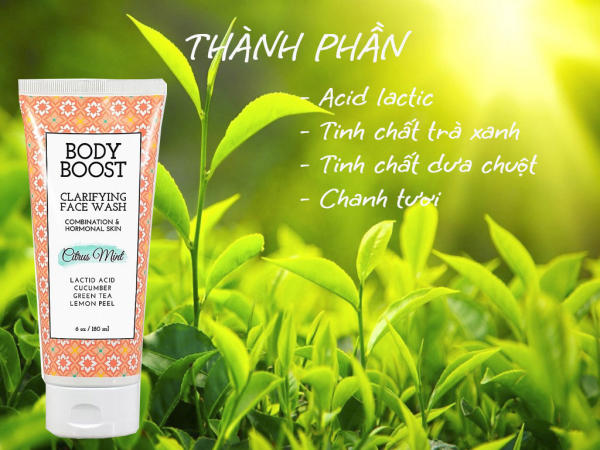 THÀNH PHẦN
- Acid lactic
- Tinh chất trà xanh
- Tinh chất dưa chuột
- Chanh tươi
BODY
BOOST
CLARIFYING
FACE WASH
COMBINATION &
HORMONAL SKIN
Citrus Mint
LACTIC ACID
CUCUMBER
GREEN TEA
LEMON PEEL
6 oz / 180 ml